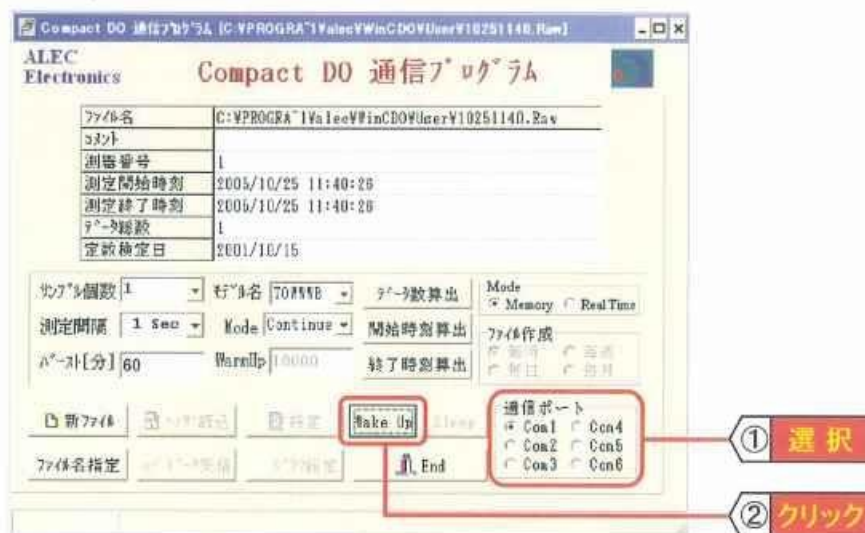 Compact DO 通信ﾌﾟﾛｸﾞﾗﾑ [C:¥PROGRA~1¥alec¥WinCDO¥User¥10251140.Raw]
ALEC
Electronics
Compact DO 通信ﾌﾟﾛｸﾞﾗﾑ
ﾌｧｲﾙ名 C:¥PROGRA~1¥alec¥WinCDO¥User¥10251140.Raw
ｺﾒﾝﾄ
測器番号 1
測定開始時刻 2005/10/25 11:40:26
測定終了時刻 2005/10/25 11:40:26
ﾃﾞｰﾀ総数 1
定数検定日 2001/10/15
ｻﾝﾌﾟﾙ個数 1 ﾓﾃﾞﾙ名 ﾃﾞｰﾀ数算出
Mode
Memory Real Time
測定間隔 1 Sec Mode Continue 開始時刻算出
ﾌｧｲﾙ作成
毎時
毎日 毎月
ﾊﾞｰｽﾄ[分] 60 WarmUp 10000 終了時刻算出
新ﾌｧｲﾙ Wake Up Sleep
通信ポート
Com1 Com4
Com2 Com5
Com3 Com6
ﾌｧｲﾙ名指定 End
① 選択
② クリック